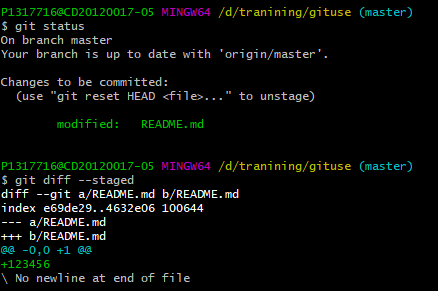 P1317716@CD20120017-05 MINGW64 /d/tranining/gituse (master)
$ git status
On branch master
Your branch is up to date with 'origin/master'.
Changes to be committed:
(use "git reset HEAD <file>..." to unstage)
modified: README.md
P1317716@CD20120017-05 MINGW64 /d/tranining/gituse (master)
$ git diff --staged
diff --git a/README.md b/README.md
index e69de29..4632e06 100644
--- a/README.md
+++ b/README.md
@@ -0,0 +1 @@
+123456
\ No newline at end of file